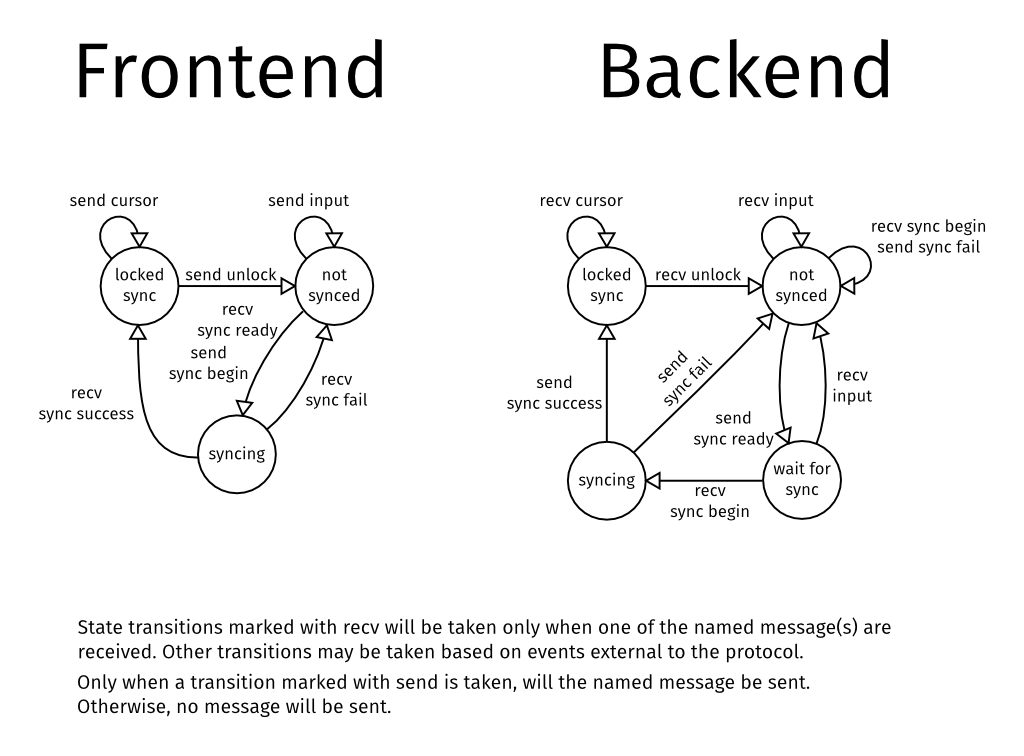 Frontend
Backend
send cursor
send input
locked
sync
send unlock
not
synced
recv
sync ready
send
sync begin
recv
sync success
recv
sync fail
syncing
recv cursor
recv input
recv sync begin
send sync fail
locked
sync
recv unlock
not
synced
send
sync success
send
sync fail
recv
input
send
sync ready
syncing
wait for
sync
recv
sync begin
State transitions marked with recv will be taken only when one of the named message(s) are
received. Other transitions may be taken based on events external to the protocol.
Only when a transition marked with send is taken, will the named message be sent.
Otherwise, no message will be sent.